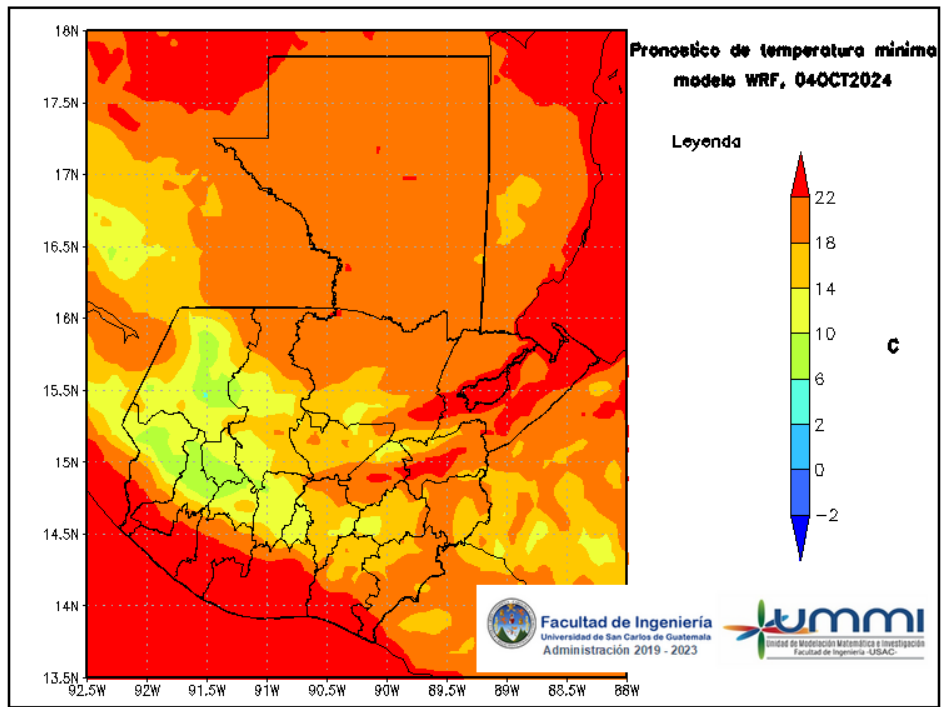 Pronostico de temperatura minima
modelo WRF, 04OCT2024
Leyenda
22
18
14
10
6
2
0
−2
C
18N
17.5N
17N
16.5N
16N
15.5N
15N
14.5N
14N
13.5N
92.5W 92W 91.5W 91W 90.5W 90W 89.5W 89W 88.5W 88W
Facultad de Ingeniería
Universidad de San Carlos de Guatemala
Administración 2019 - 2023
ummi
Unidad de Modelación Matemática e Investigación
Facultad de Ingeniería -USAC-